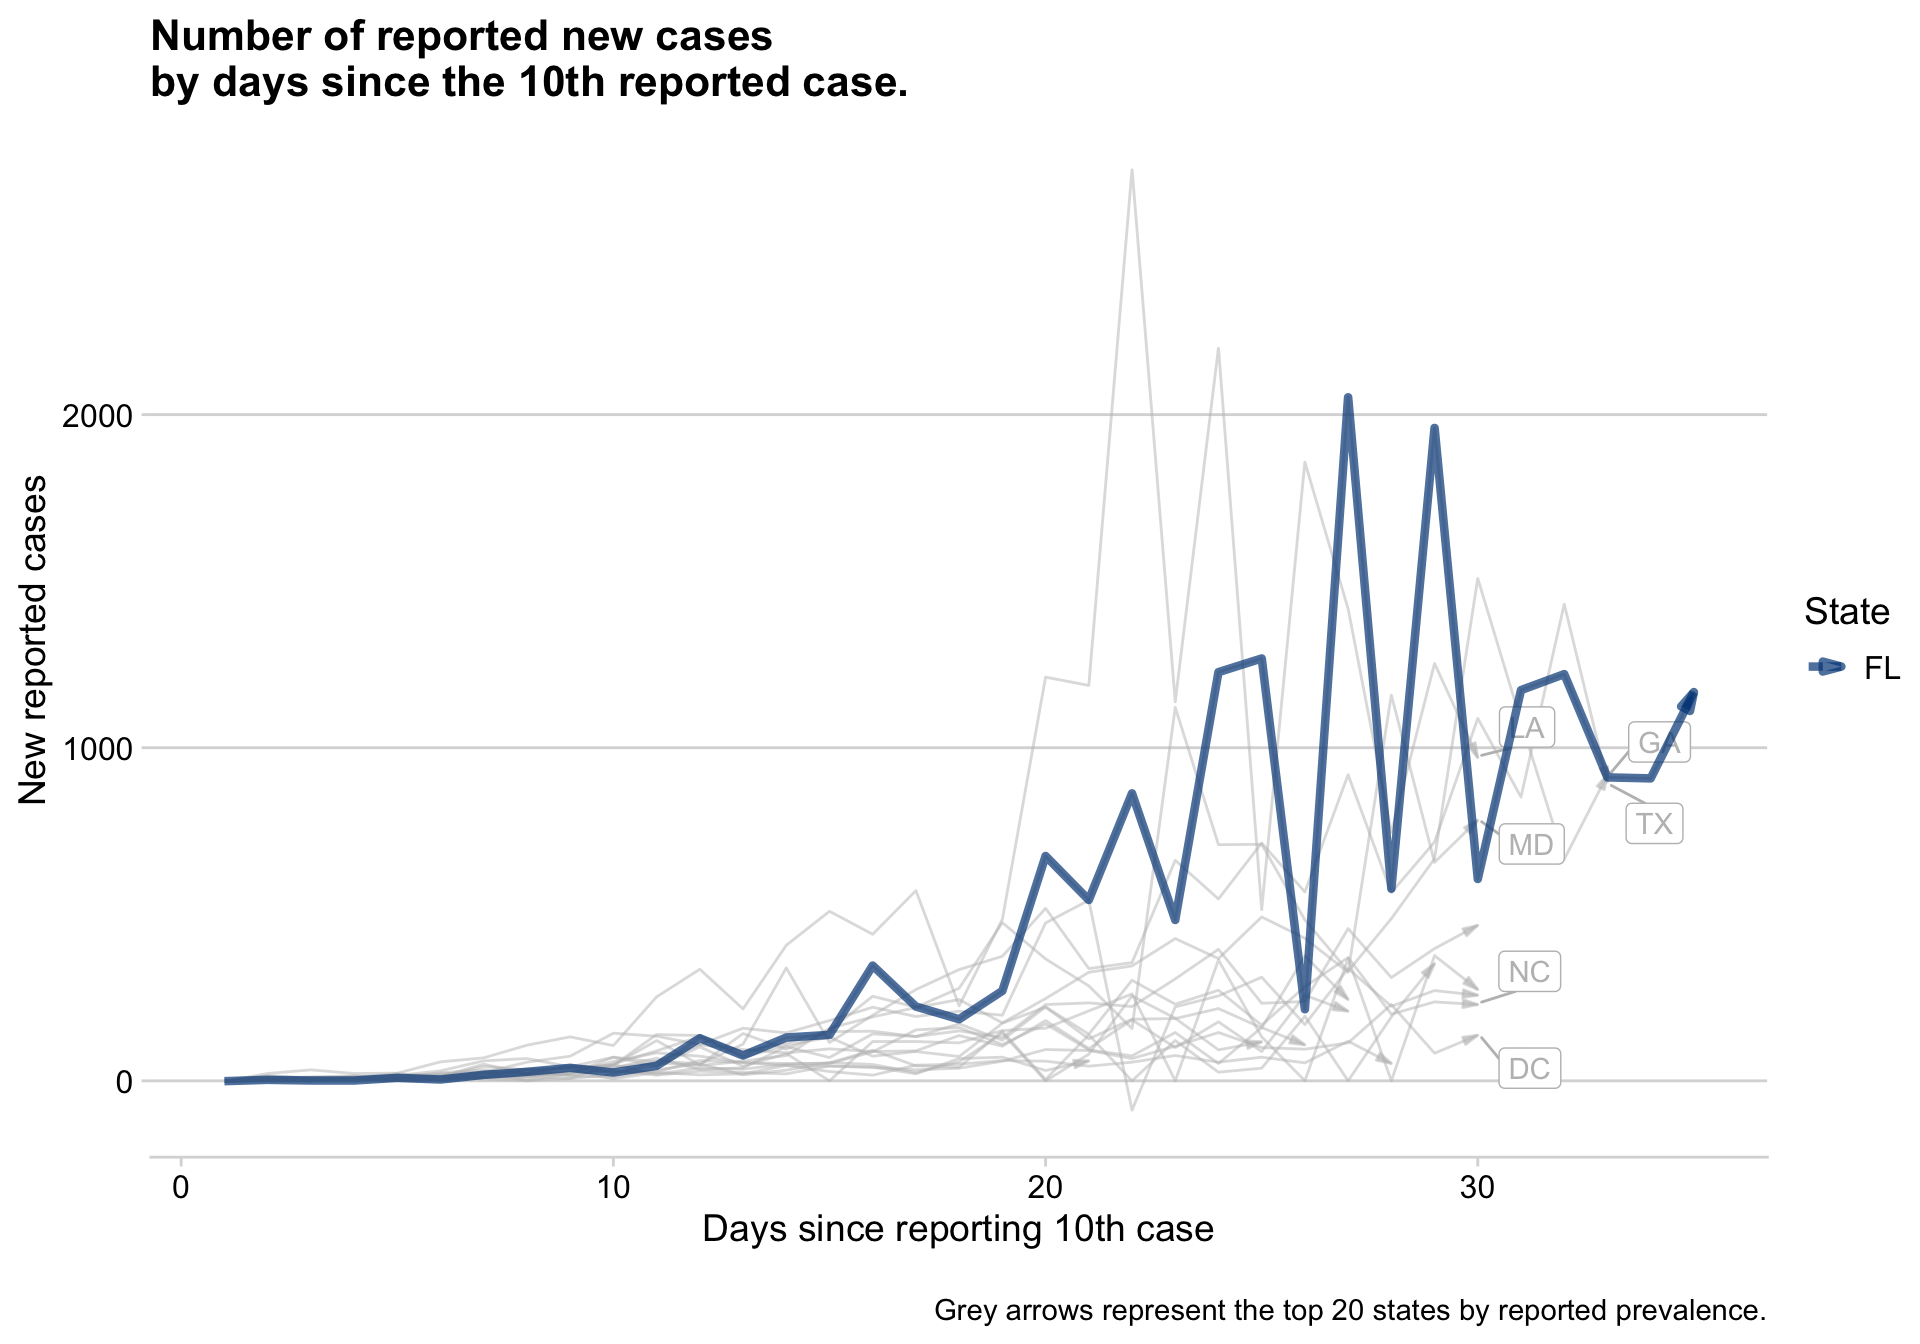 Number of reported new cases
by days since the 10th reported case.
New reported cases
2000
1000
0
LA
GA
TX
MD
NC
DC
State
FL
0
10
20
30
Days since reporting 10th case
Grey arrows represent the top 20 states by reported prevalence.